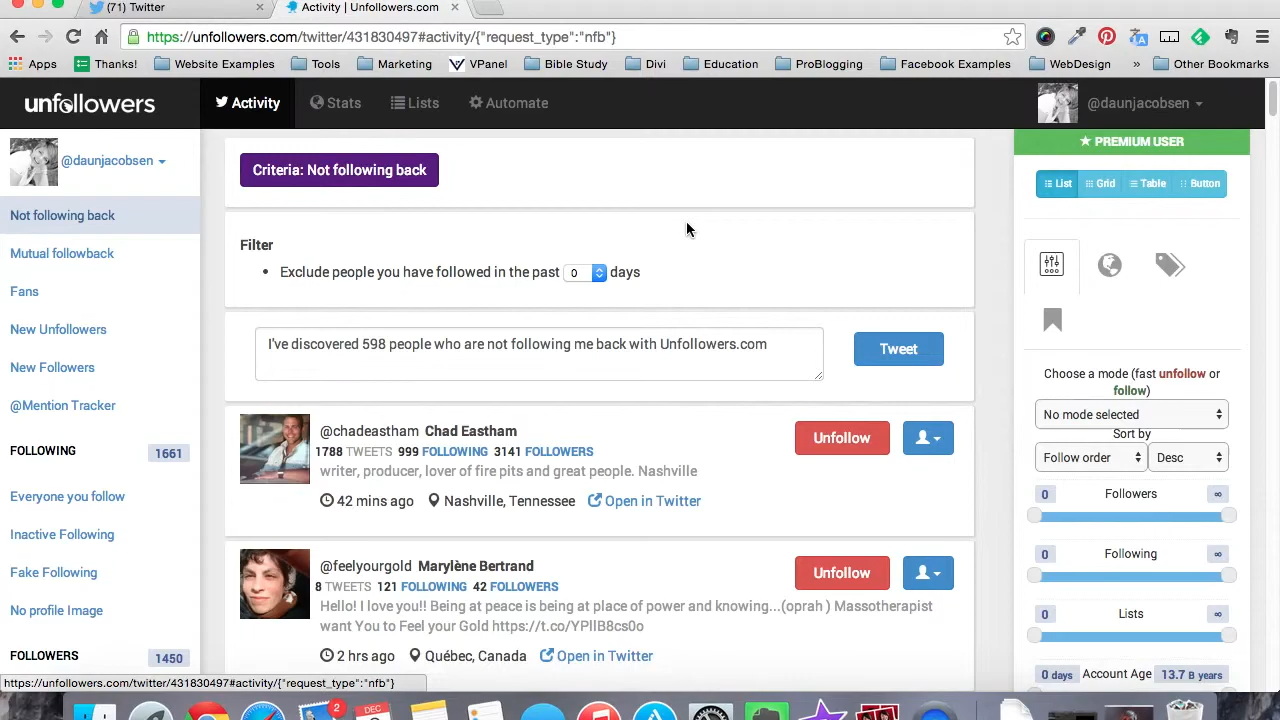 (71) Twitter
Activity | Unfollowers.com
https://unfollowers.com/twitter/431830497#activity/{"request_type":"nfb"}
Apps Thanks! Website Examples Tools Marketing VPanel Bible Study Divi Education ProBlogging Facebook Examples WebDesign » Other Bookmarks
unfollowers Activity Stats Lists Automate @daunjacobsen
@daunjacobsen
Not following back
Mutual followback
Fans
New Unfollowers
New Followers
@Mention Tracker
FOLLOWING 1661
Everyone you follow
Inactive Following
Fake Following
No profile Image
FOLLOWERS 1450
Criteria: Not following back
Filter
• Exclude people you have followed in the past 0 days
I've discovered 598 people who are not following me back with Unfollowers.com
Tweet
@chadeastham Chad Eastham
1788 TWEETS 999 FOLLOWING 3141 FOLLOWERS
writer, producer, lover of fire pits and great people. Nashville
42 mins ago Nashville, Tennessee Open in Twitter
Unfollow
@feelyourgold Marylène Bertrand
8 TWEETS 121 FOLLOWING 42 FOLLOWERS
Hello! I love you!! Being at peace is being at place of power and knowing...(oprah ) Massotherapist
want You to Feel your Gold https://t.co/YPllB8cs0o
2 hrs ago Québec, Canada Open in Twitter
Unfollow
★ PREMIUM USER
List Grid Table Button
Choose a mode (fast unfollow or
follow)
No mode selected
Sort by
Follow order Desc
0 Followers ∞
0 Following ∞
0 Lists ∞
0 days Account Age 13.7 B years
https://unfollowers.com/twitter/431830497#activity/{"request_type":"nfb"}
2
DEC